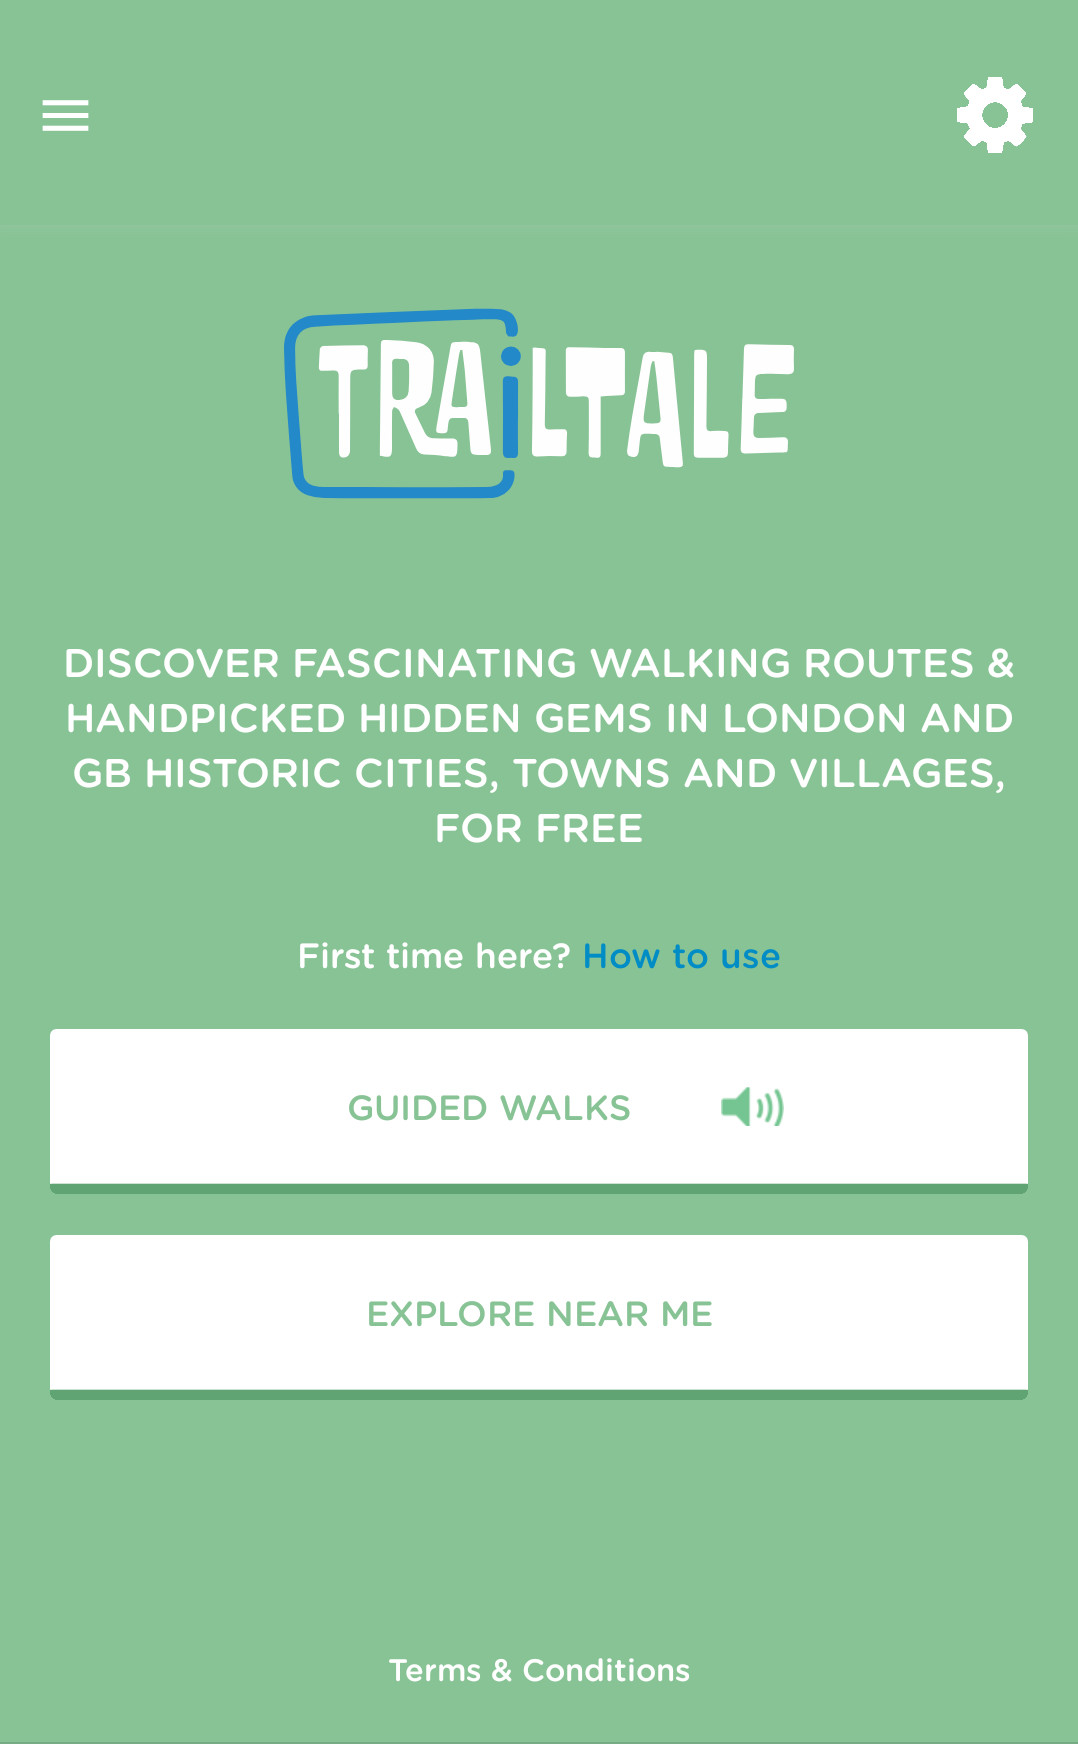 TRAiLTALE
DISCOVER FASCINATING WALKING ROUTES &
HANDPICKED HIDDEN GEMS IN LONDON AND
GB HISTORIC CITIES, TOWNS AND VILLAGES,
FOR FREE
First time here? How to use
GUIDED WALKS
EXPLORE NEAR ME
Terms & Conditions